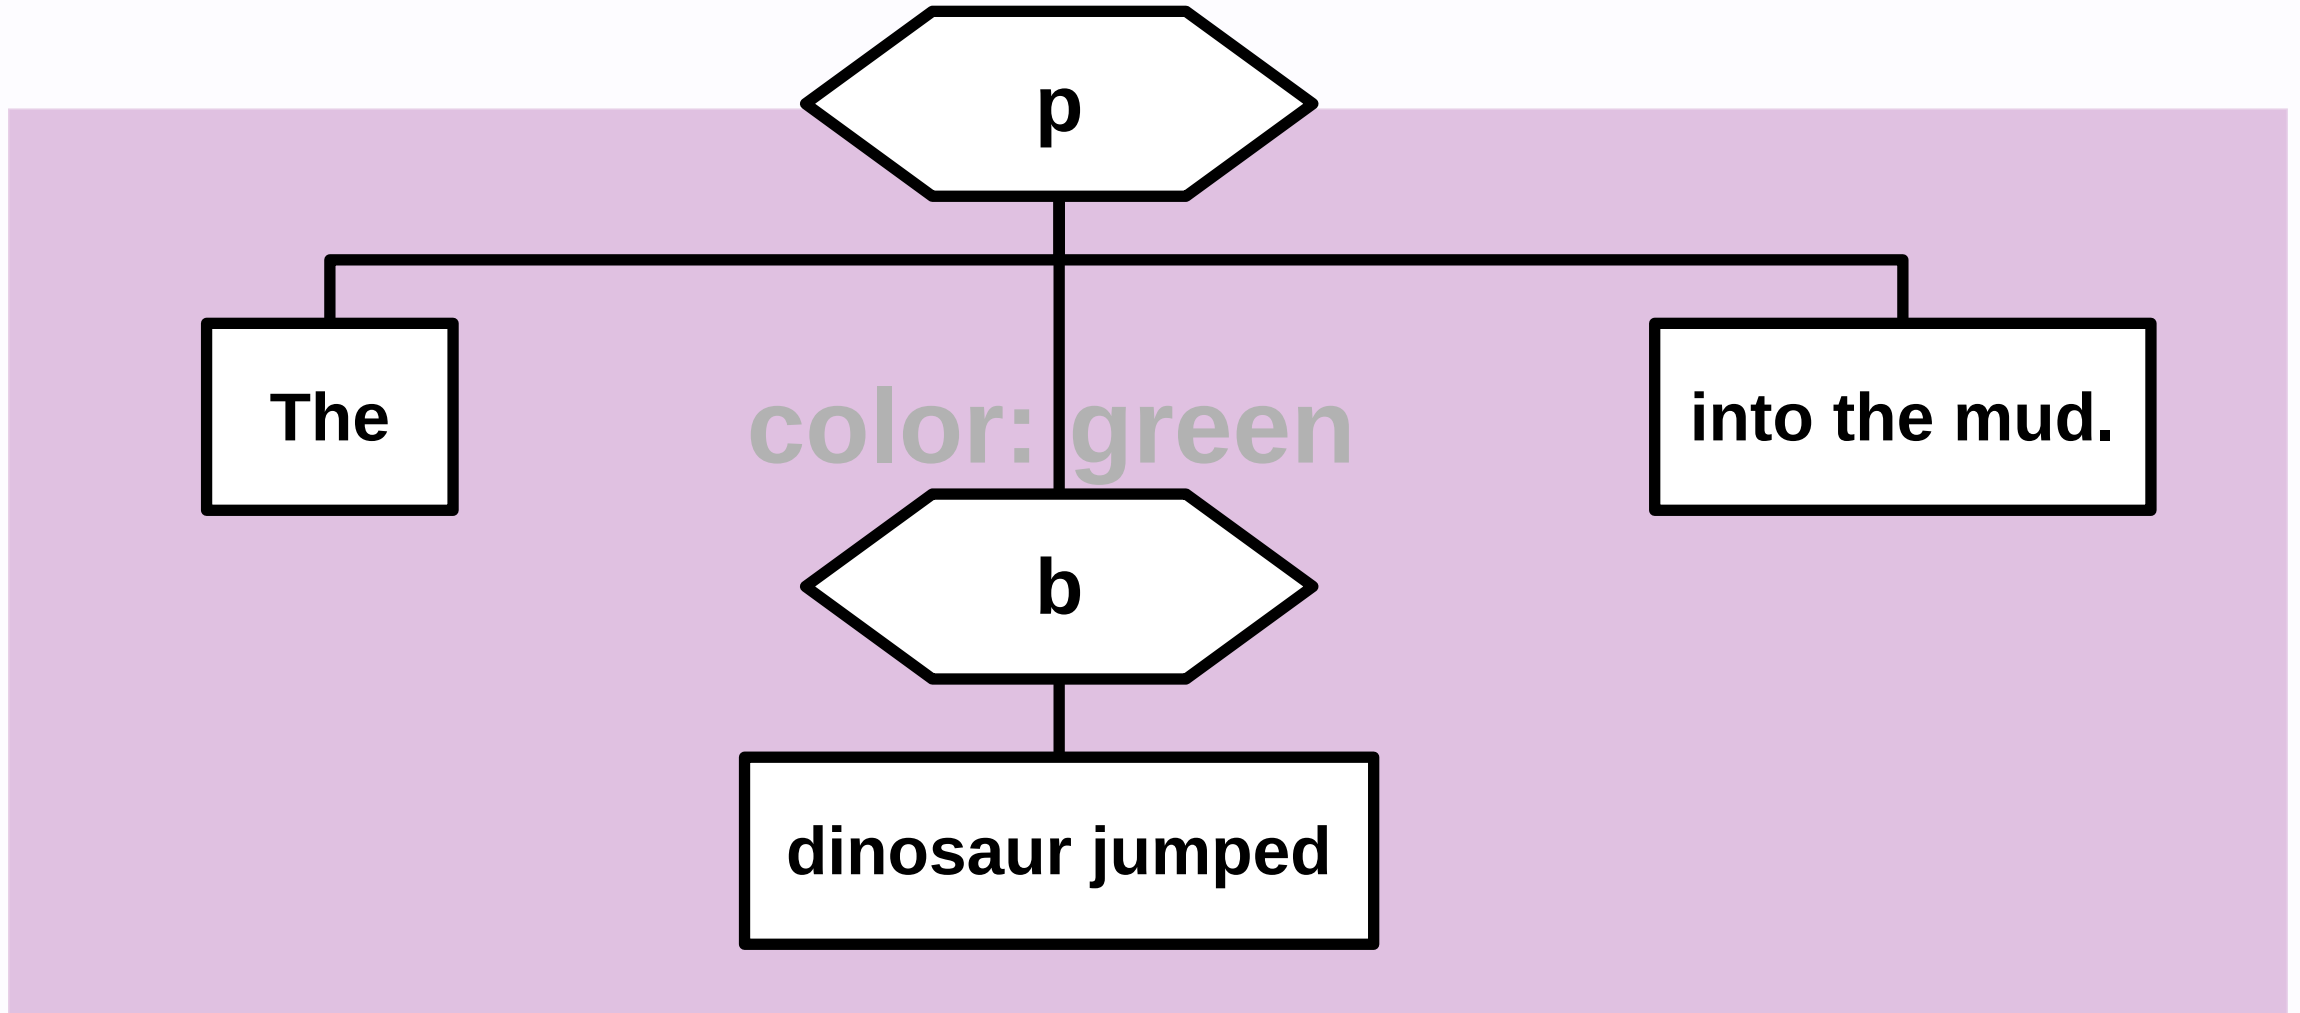 p
The
color: green
into the mud.
b
dinosaur jumped